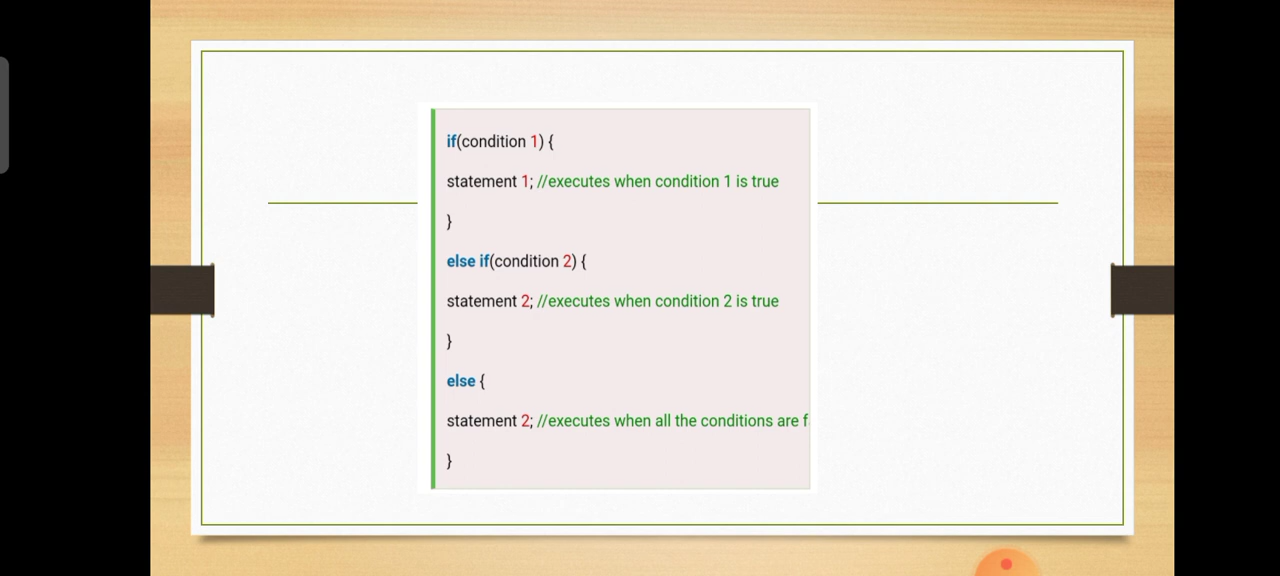 if(condition 1) {
statement 1; //executes when condition 1 is true
}
else if(condition 2) {
statement 2; //executes when condition 2 is true
}
else {
statement 2; //executes when all the conditions are f
}